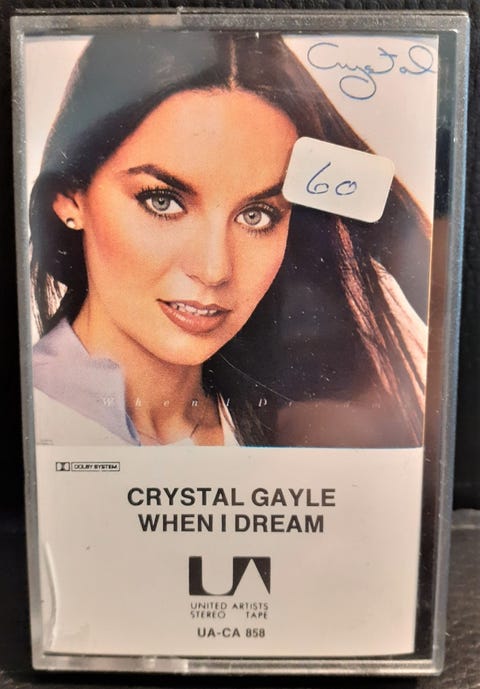 Crystal
60
When I Dream
DOLBY SYSTEM
CRYSTAL GAYLE
WHEN I DREAM
UA
UNITED ARTISTS
STEREO TAPE
UA-CA 858